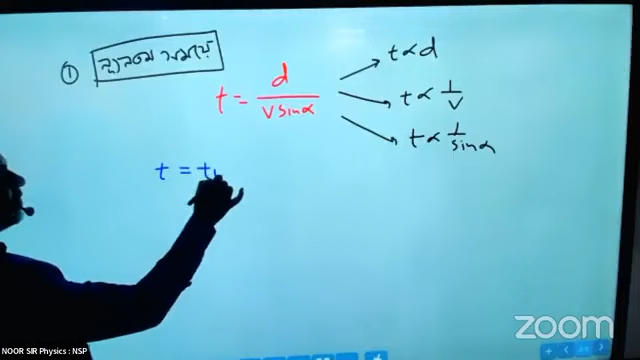 ①
t = d / (v sinα)
t ∝ d
t ∝ 1/v
t ∝ 1/sinα
t = t
zoom
NOOR SIR Physics : NSP